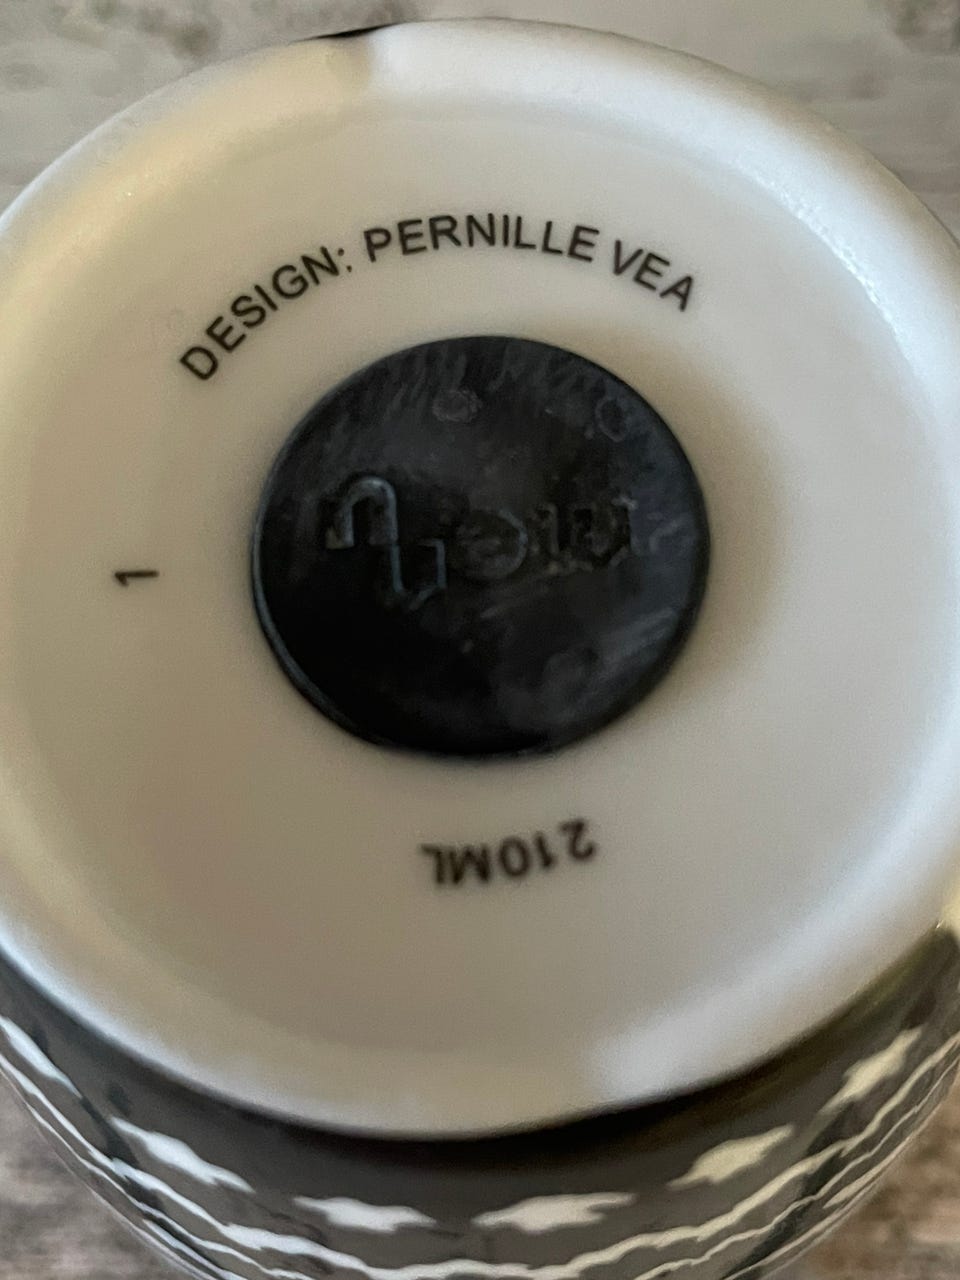 DESIGN: PERNILLE VEA
1
210ML